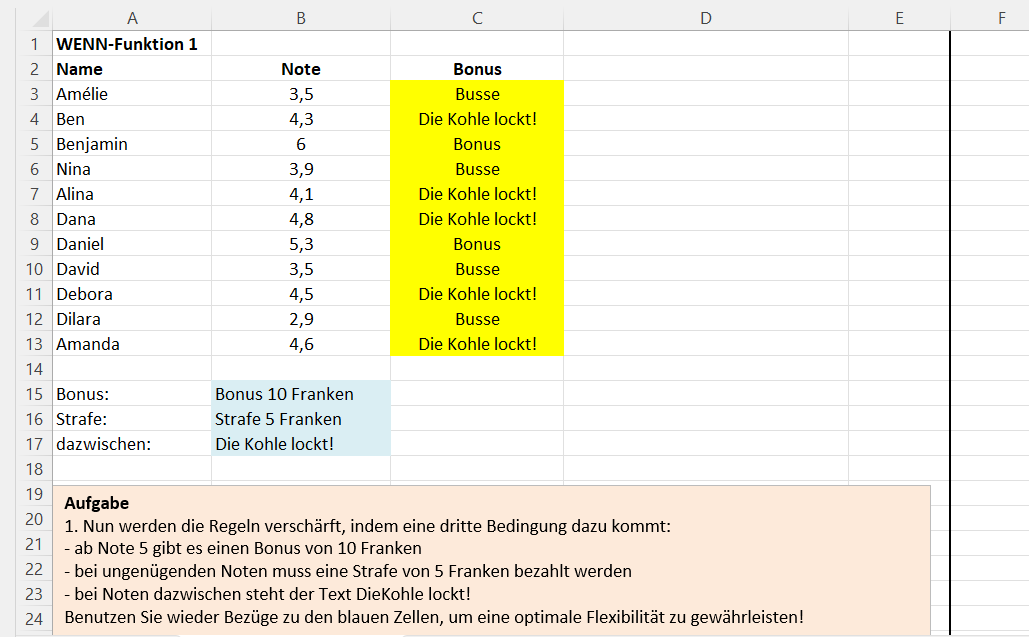 A B C D E F
1 WENN-Funktion 1
2 Name Note Bonus
3 Amélie 3,5 Busse
4 Ben 4,3 Die Kohle lockt!
5 Benjamin 6 Bonus
6 Nina 3,9 Busse
7 Alina 4,1 Die Kohle lockt!
8 Dana 4,8 Die Kohle lockt!
9 Daniel 5,3 Bonus
10 David 3,5 Busse
11 Debora 4,5 Die Kohle lockt!
12 Dilara 2,9 Busse
13 Amanda 4,6 Die Kohle lockt!
14
15 Bonus: Bonus 10 Franken
16 Strafe: Strafe 5 Franken
17 dazwischen: Die Kohle lockt!
18
19 Aufgabe
20 1. Nun werden die Regeln verschärft, indem eine dritte Bedingung dazu kommt:
21 - ab Note 5 gibt es einen Bonus von 10 Franken
22 - bei ungenügenden Noten muss eine Strafe von 5 Franken bezahlt werden
23 - bei Noten dazwischen steht der Text DieKohle lockt!
24 Benutzen Sie wieder Bezüge zu den blauen Zellen, um eine optimale Flexibilität zu gewährleisten!